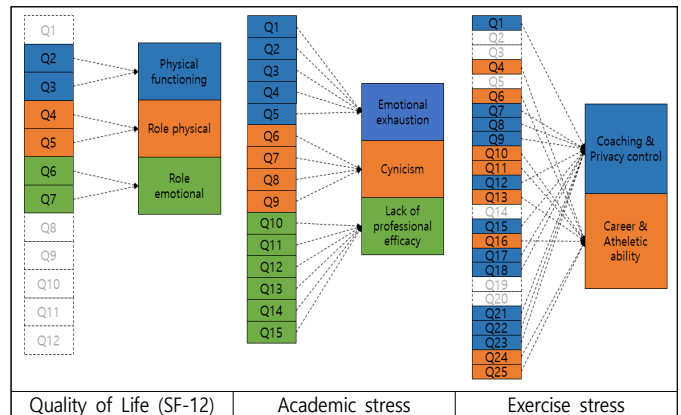 Q1
Q2
Q3
Q4
Q5
Q6
Q7
Q8
Q9
Q10
Q11
Q12
Physical
functioning
Role physical
Role
emotional
Quality of Life (SF-12)
Q1
Q2
Q3
Q4
Q5
Q6
Q7
Q8
Q9
Q10
Q11
Q12
Q13
Q14
Q15
Emotional
exhaustion
Cynicism
Lack of
professional
efficacy
Academic stress
Q1
Q2
Q3
Q4
Q5
Q6
Q7
Q8
Q9
Q10
Q11
Q12
Q13
Q14
Q15
Q16
Q17
Q18
Q19
Q20
Q21
Q22
Q23
Q24
Q25
Coaching &
Privacy control
Career &
Atheletic
ability
Exercise stress